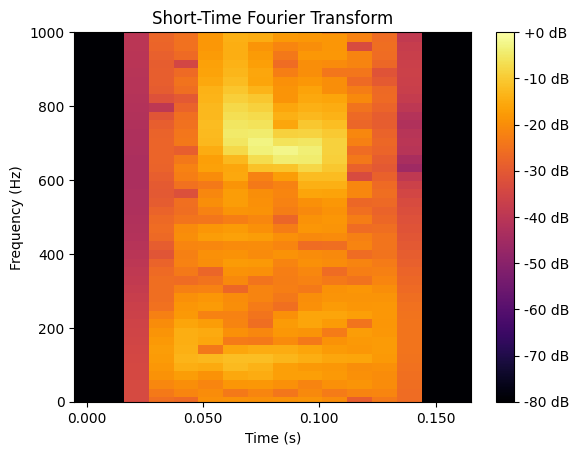 Short-Time Fourier Transform
1000
800
600
400
200
0
Frequency (Hz)
0.000
0.050
0.100
0.150
Time (s)
+0 dB
-10 dB
-20 dB
-30 dB
-40 dB
-50 dB
-60 dB
-70 dB
-80 dB